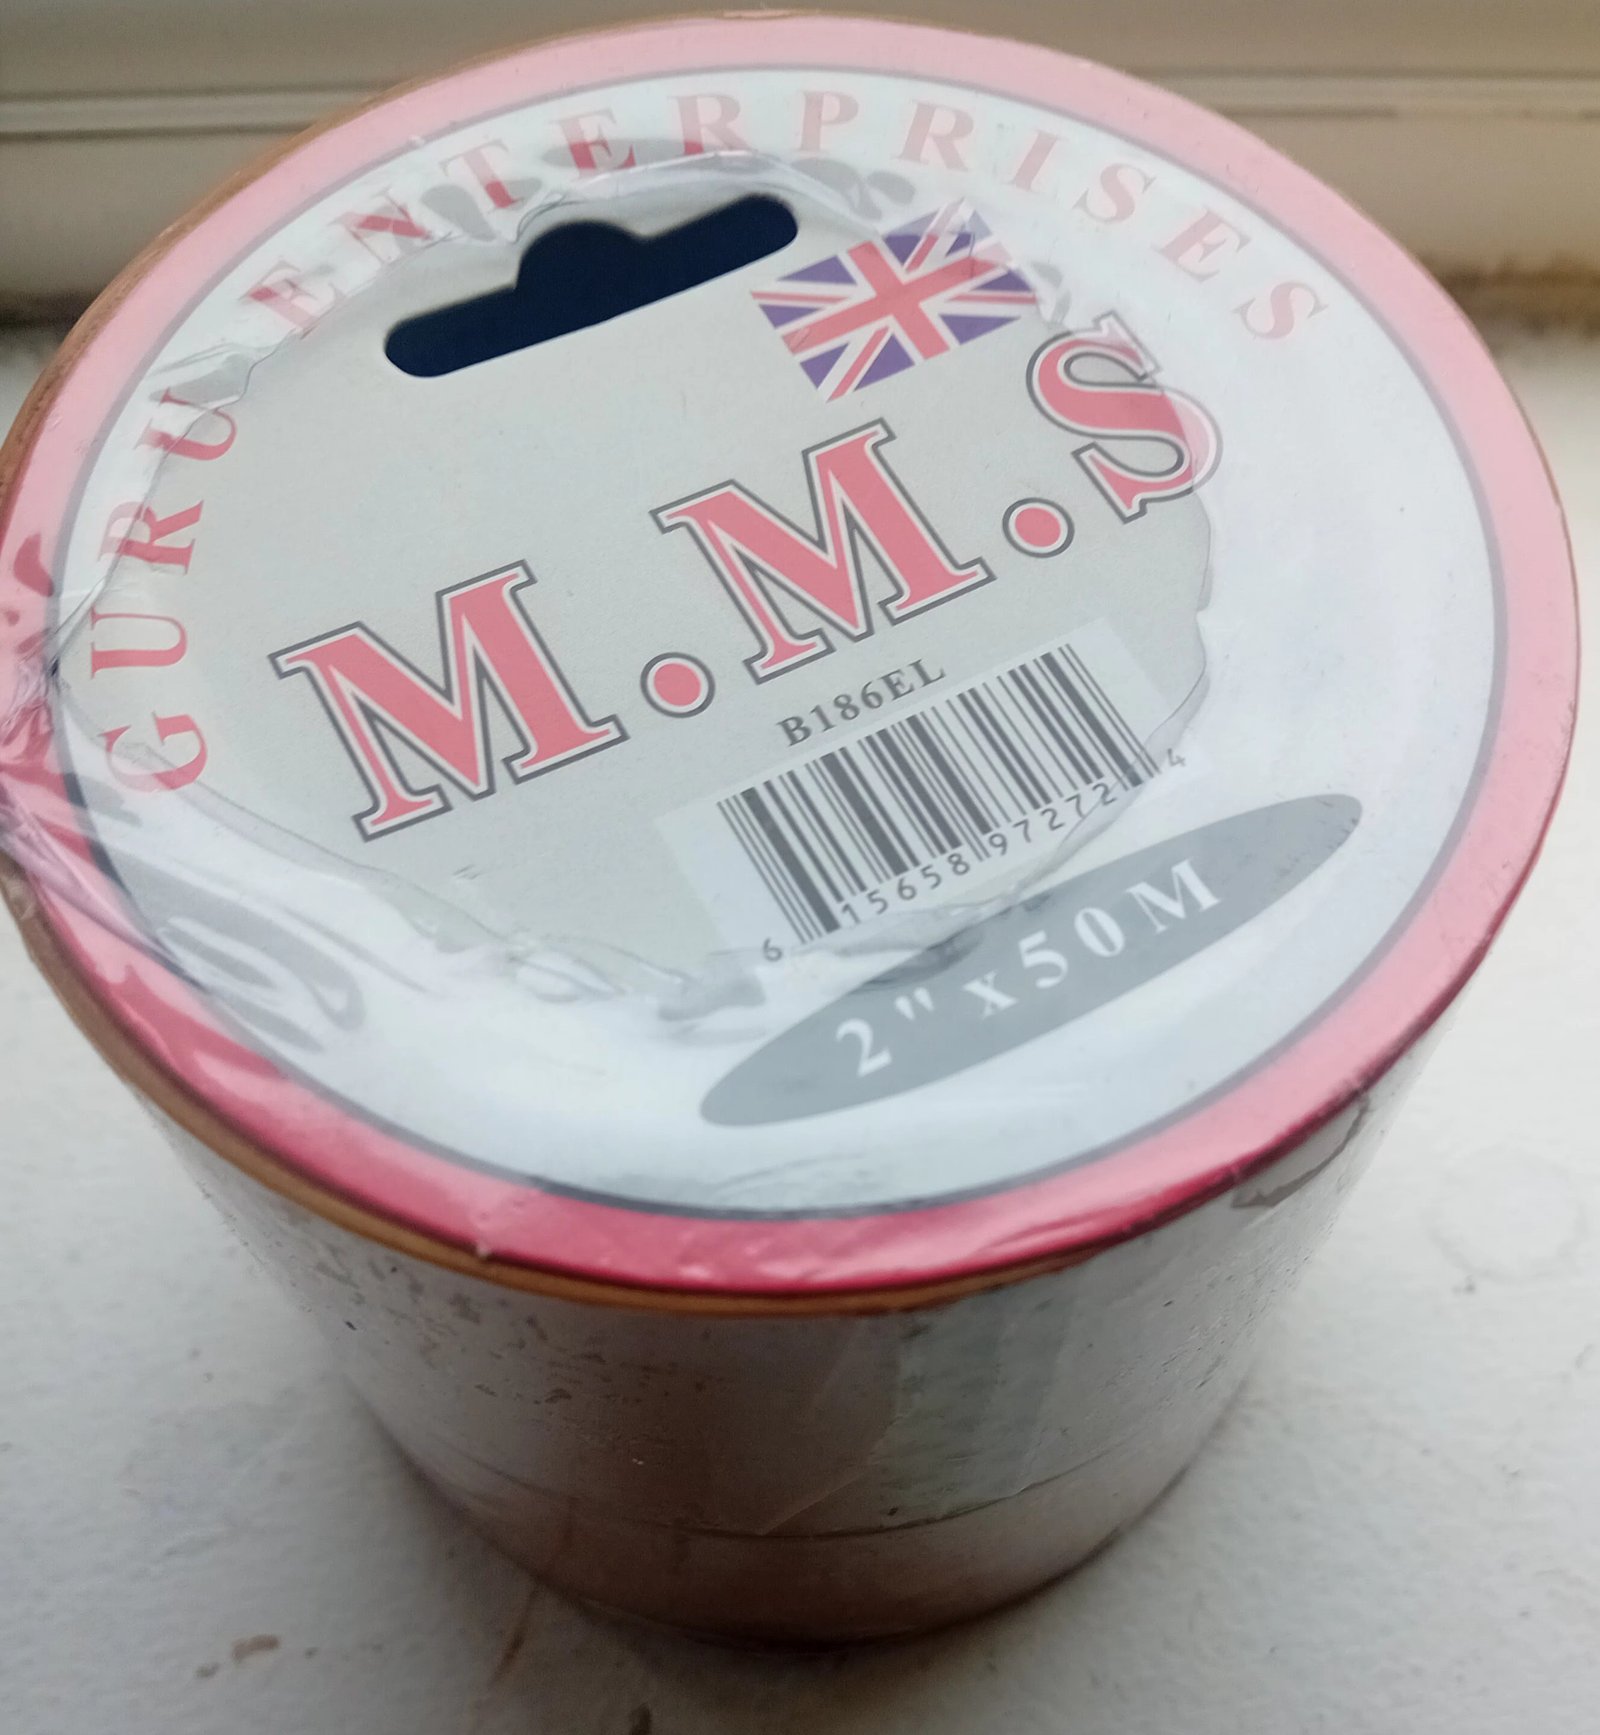 GURU ENTERPRISES
M.M.S
B186EL
6 15658 97272 4
2" x 50M